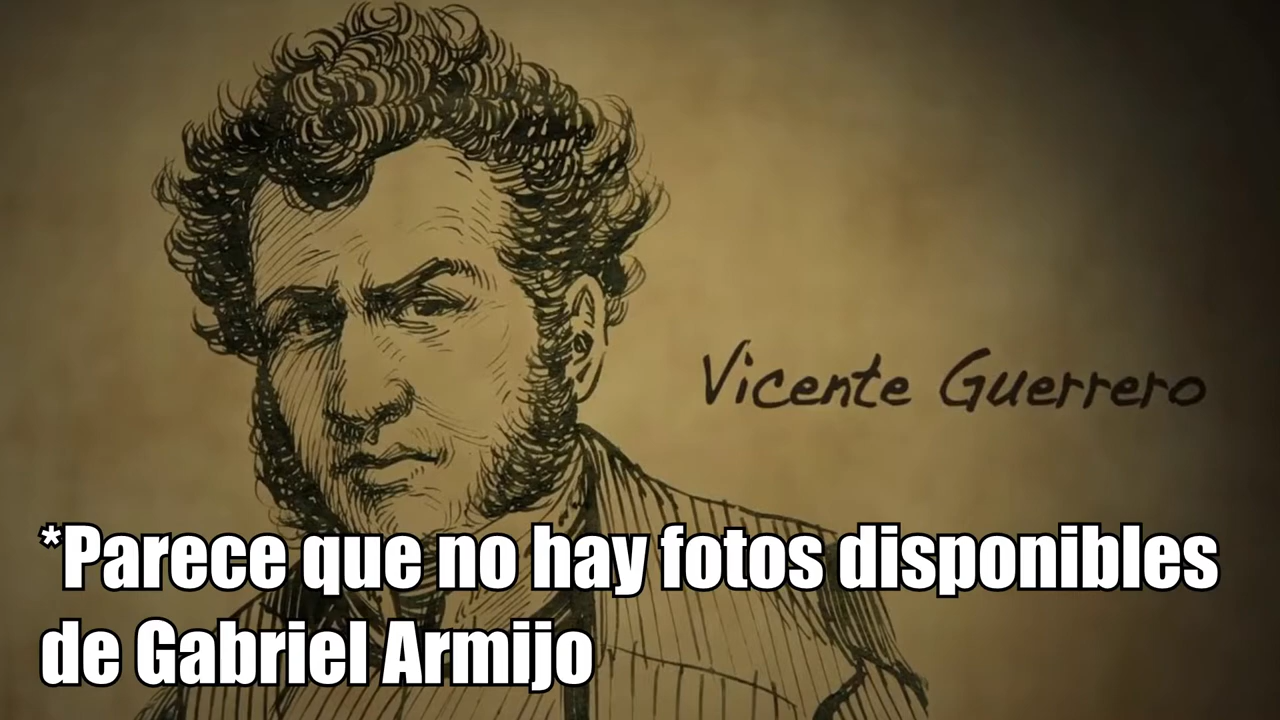 Vicente Guerrero
*Parece que no hay fotos disponibles
de Gabriel Armijo